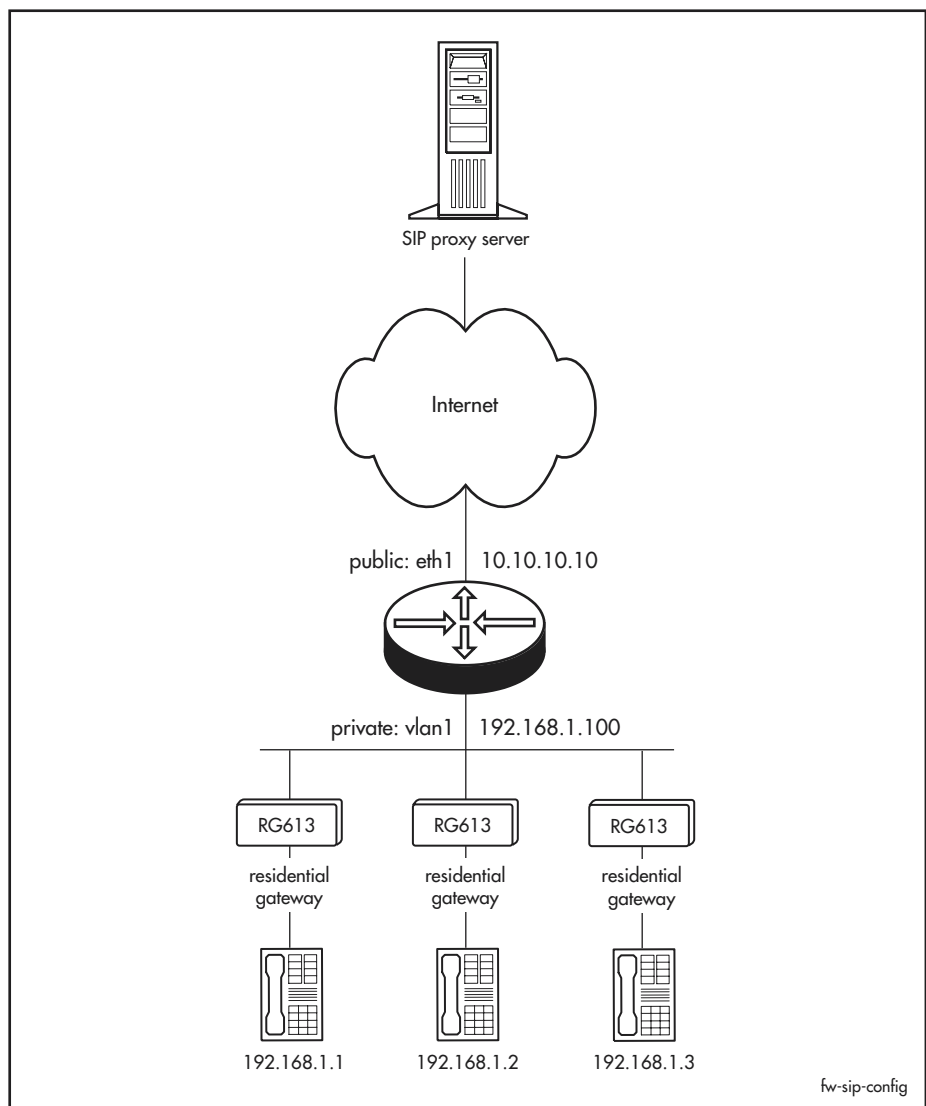 SIP proxy server
Internet
public: eth1 10.10.10.10
private: vlan1 192.168.1.100
RG613 RG613 RG613
residential gateway residential gateway residential gateway
192.168.1.1 192.168.1.2 192.168.1.3
fw-sip-config